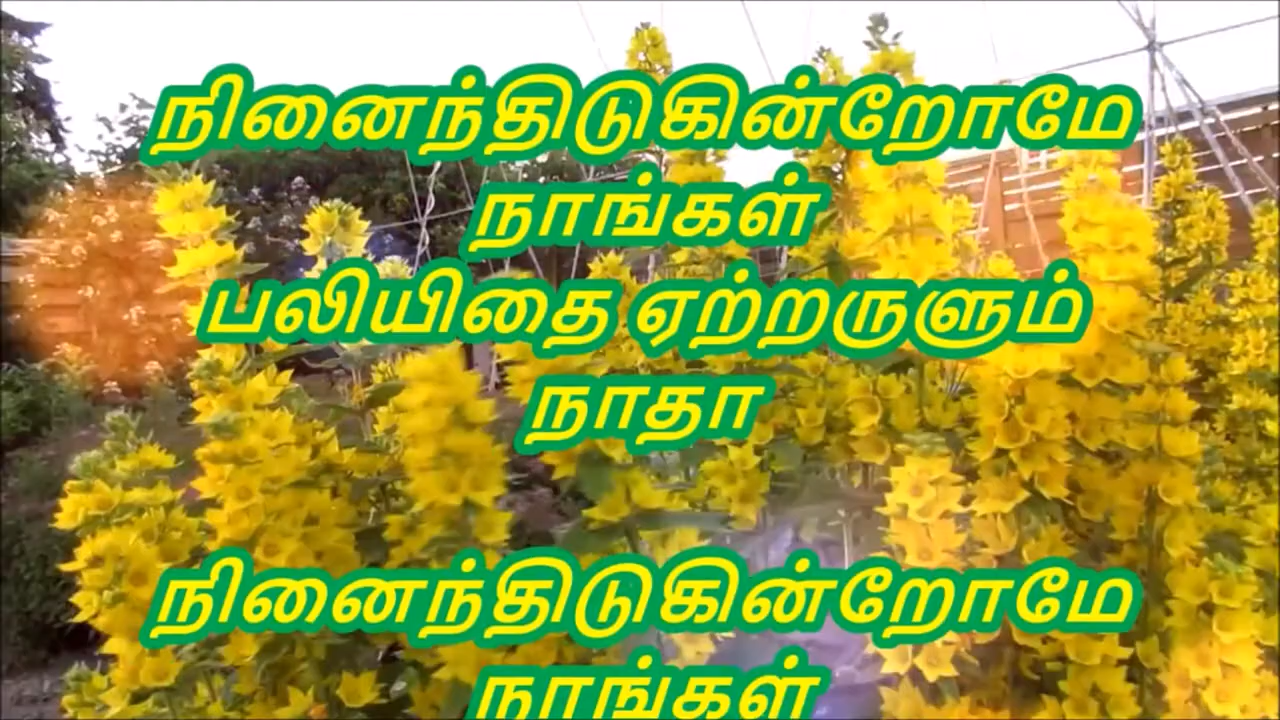 நினைந்திடுகின்றோமே
நாங்கள்
பலியிதை ஏற்றருளும்
நாதா
நினைந்திடுகின்றோமே
நாங்கள்